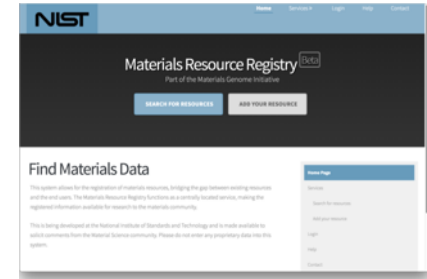 NIST
Home Services Login Help Contact
Materials Resource Registry Beta
Part of the Materials Genome Initiative
SEARCH FOR RESOURCES ADD YOUR RESOURCE
Find Materials Data
Home Page
This system allows for the registration of materials resources, bridging the gap between existing resources
Services
and the end users. The Materials Resource Registry functions as a centrally located service, making the
registered information available for research to the materials community.
Search for resources
Add your resource
This is being developed at the National Institute of Standards and Technology and is made available to
solicit comments from the Material Science community. Please do not enter any proprietary data into this
system.
Login
Help
Contact